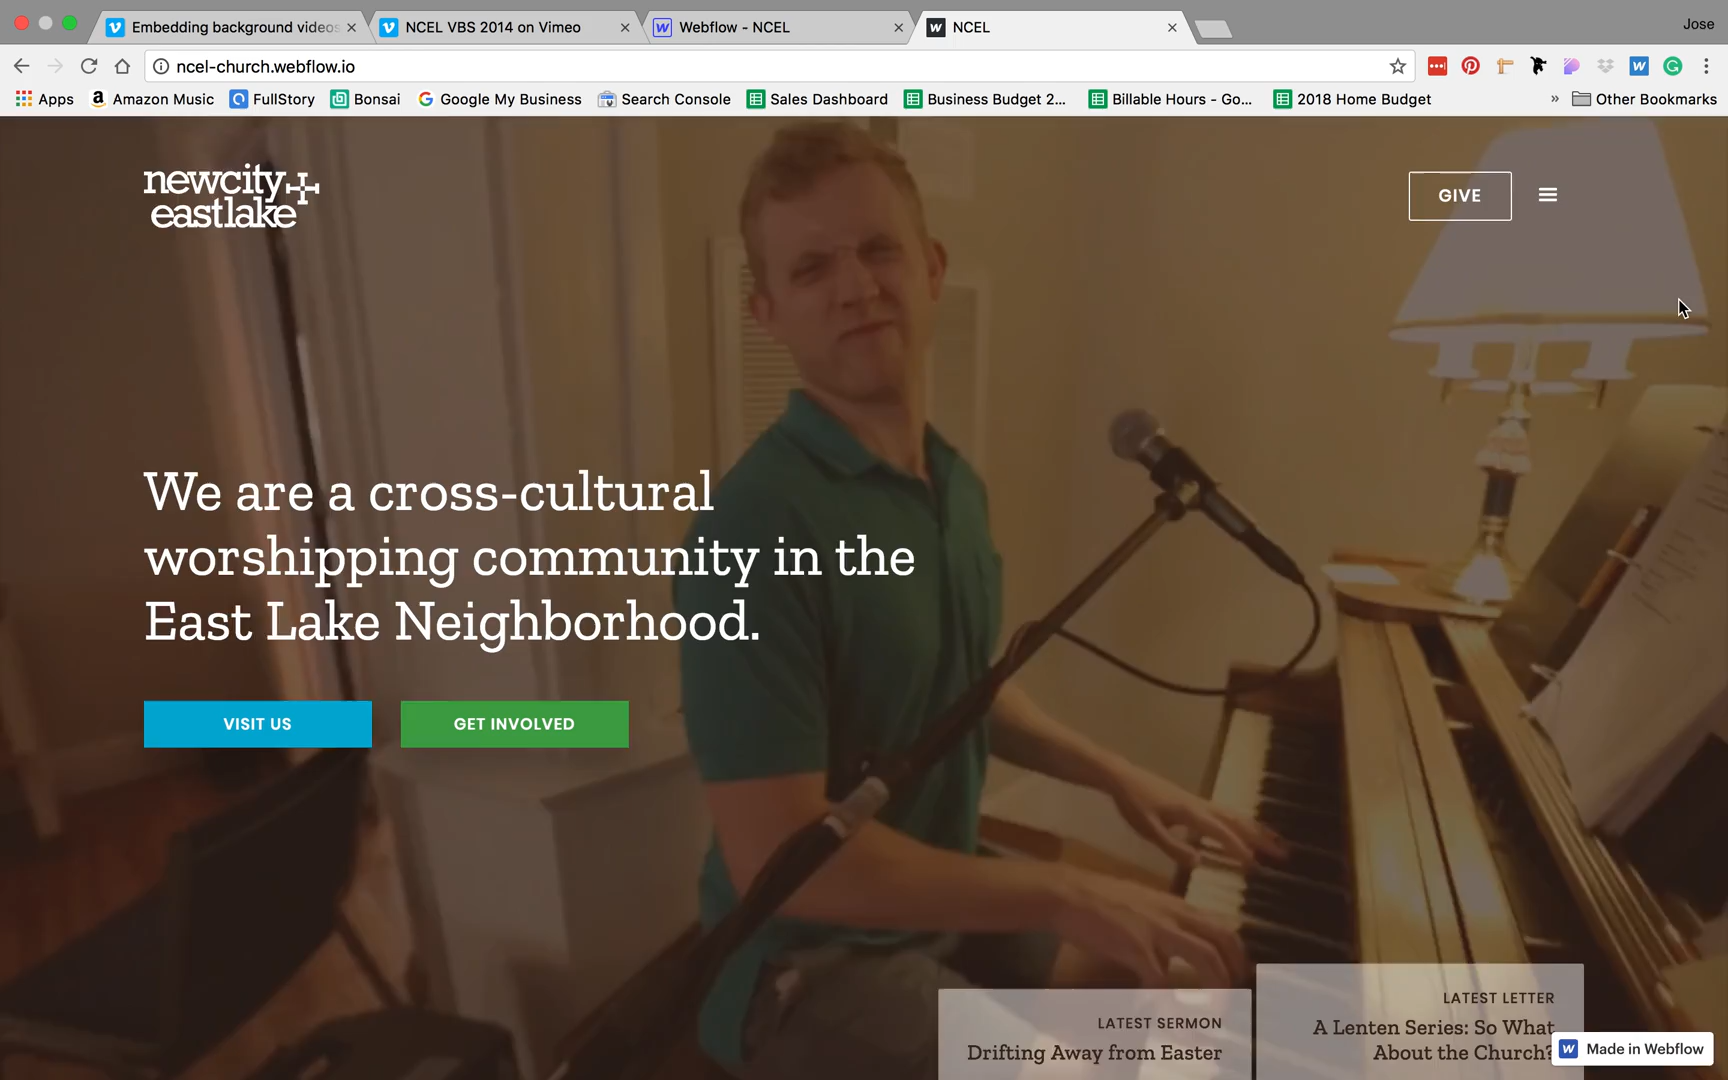 Embedding background videos
NCEL VBS 2014 on Vimeo
Webflow - NCEL
NCEL
Jose
ncel-church.webflow.io
Apps
Amazon Music
FullStory
Bonsai
Google My Business
Search Console
Sales Dashboard
Business Budget 2...
Billable Hours - Go...
2018 Home Budget
»
Other Bookmarks
newcity
eastlake
GIVE
We are a cross-cultural
worshipping community in the
East Lake Neighborhood.
VISIT US
GET INVOLVED
LATEST SERMON
Drifting Away from Easter
LATEST LETTER
A Lenten Series: So What
About the Church?
Made in Webflow